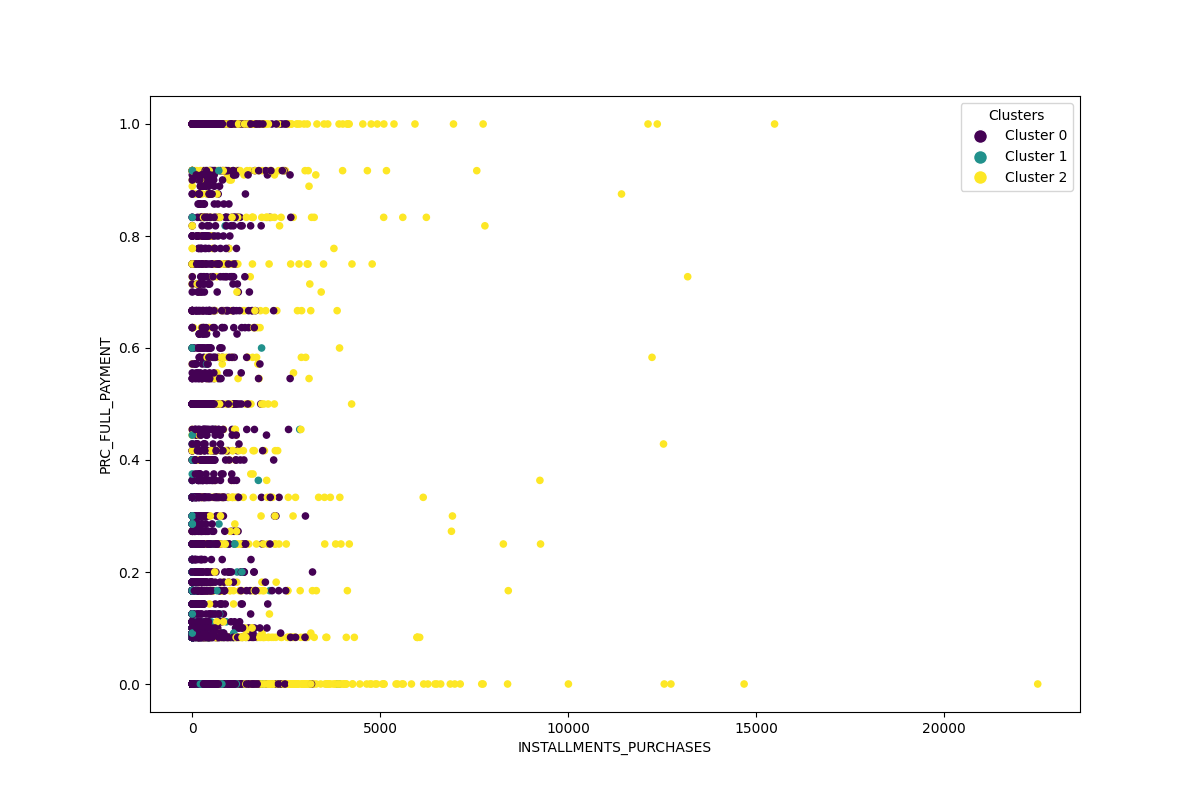 Clusters
Cluster 0
Cluster 1
Cluster 2
PRC_FULL_PAYMENT
1.0
0.8
0.6
0.4
0.2
0.0
0
5000
10000
15000
20000
INSTALLMENTS_PURCHASES